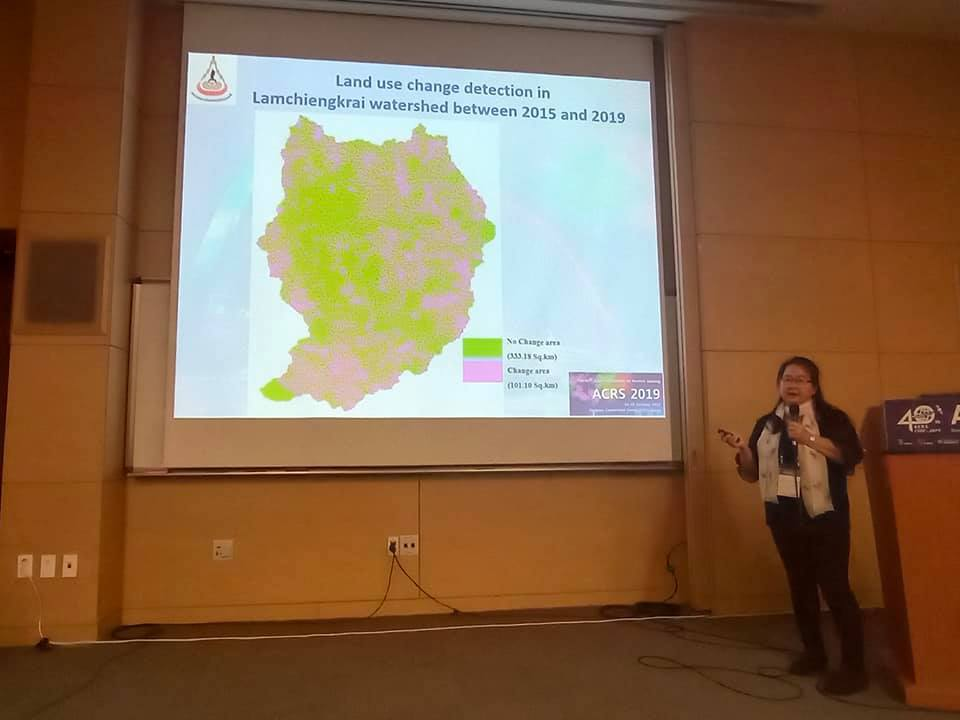 Land use change detection in
Lamchiengkrai watershed between 2015 and 2019
No Change area
(333.18 Sq.km)
Change area
(101.10 Sq.km)
ACRS 2019
40